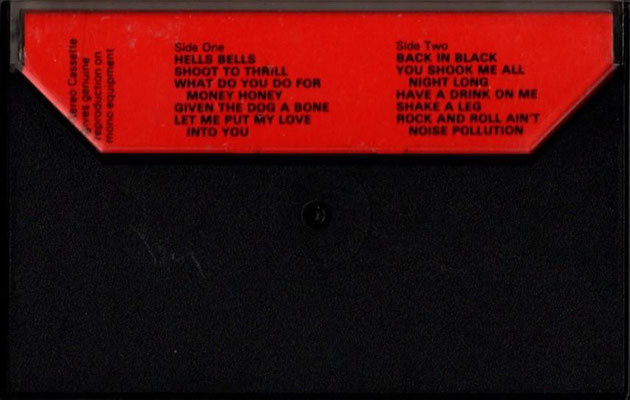 Stereo Cassette
gives genuine
reproduction on
mono equipment
Side One
HELLS BELLS
SHOOT TO THRILL
WHAT DO YOU DO FOR
MONEY HONEY
GIVEN THE DOG A BONE
LET ME PUT MY LOVE
INTO YOU
Side Two
BACK IN BLACK
YOU SHOOK ME ALL
NIGHT LONG
HAVE A DRINK ON ME
SHAKE A LEG
ROCK AND ROLL AIN'T
NOISE POLLUTION